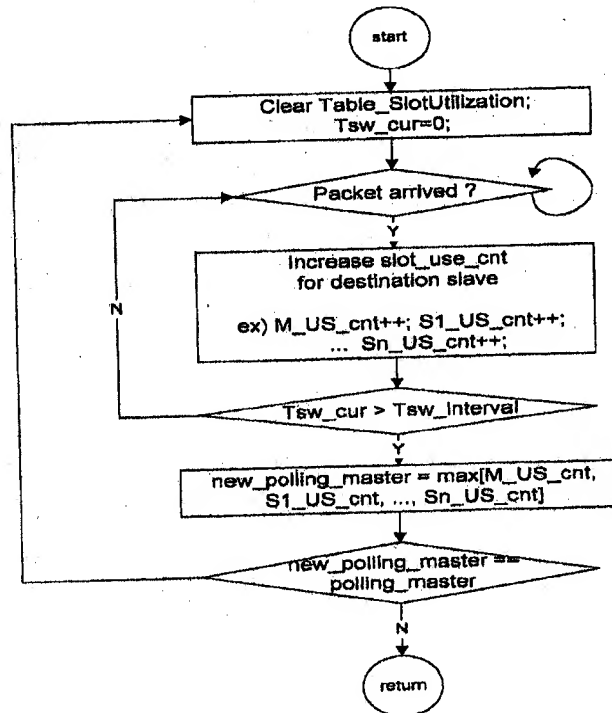 start
Clear Table_SlotUtilization;
Tsw_cur=0;
Packet arrived ?
Y
Increase slot_use_cnt
for destination slave
ex) M_US_cnt++; S1_US_cnt++;
... Sn_US_cnt++;
N
Tsw_cur > Tsw_interval
Y
new_polling_master = max[M_US_cnt,
S1_US_cnt, ..., Sn_US_cnt]
new_polling_master ==
polling_master
N
return